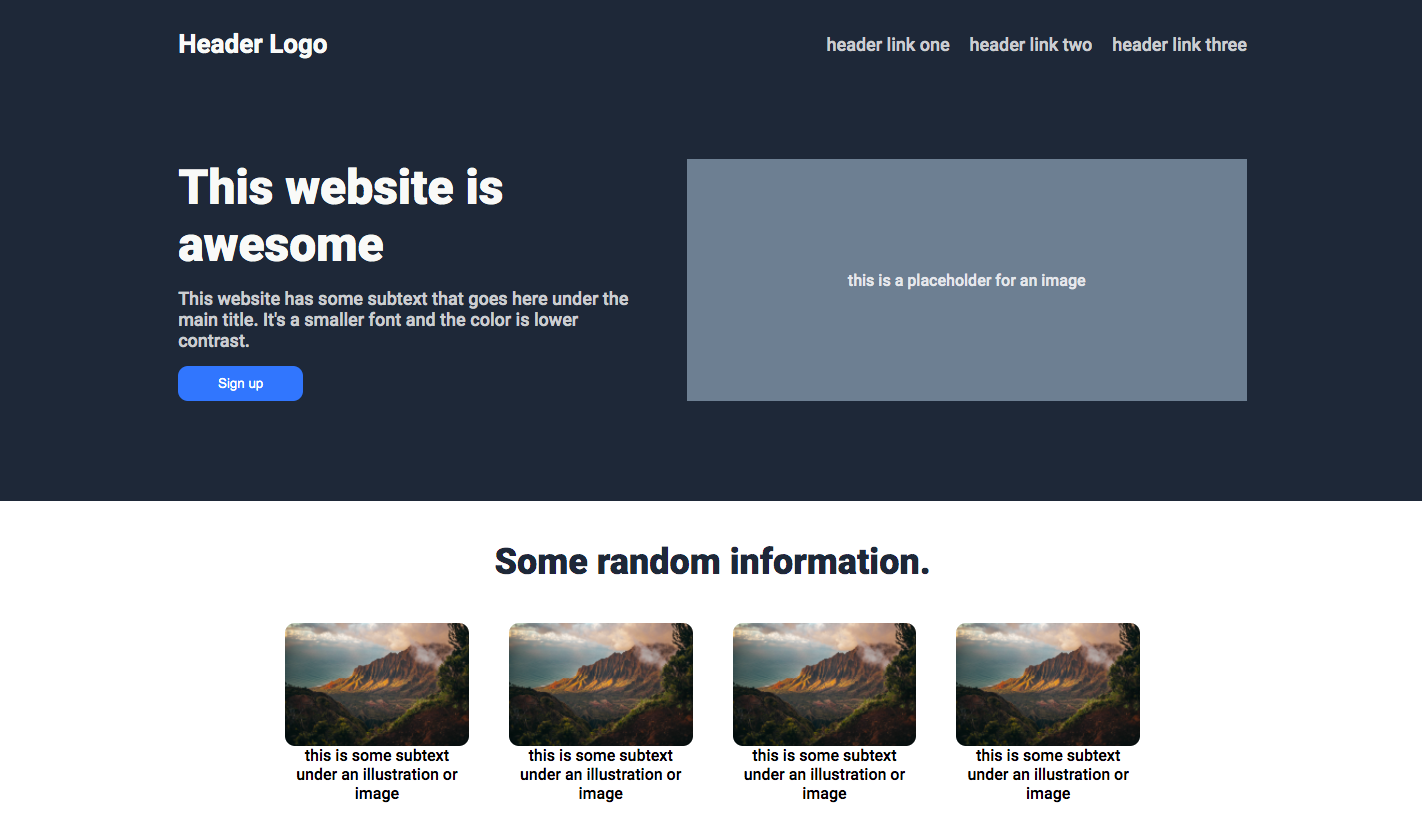 Header Logo
header link one header link two header link three
This website is
awesome
This website has some subtext that goes here under the
main title. It's a smaller font and the color is lower
contrast.
Sign up
this is a placeholder for an image
Some random information.
this is some subtext
under an illustration or
image
this is some subtext
under an illustration or
image
this is some subtext
under an illustration or
image
this is some subtext
under an illustration or
image